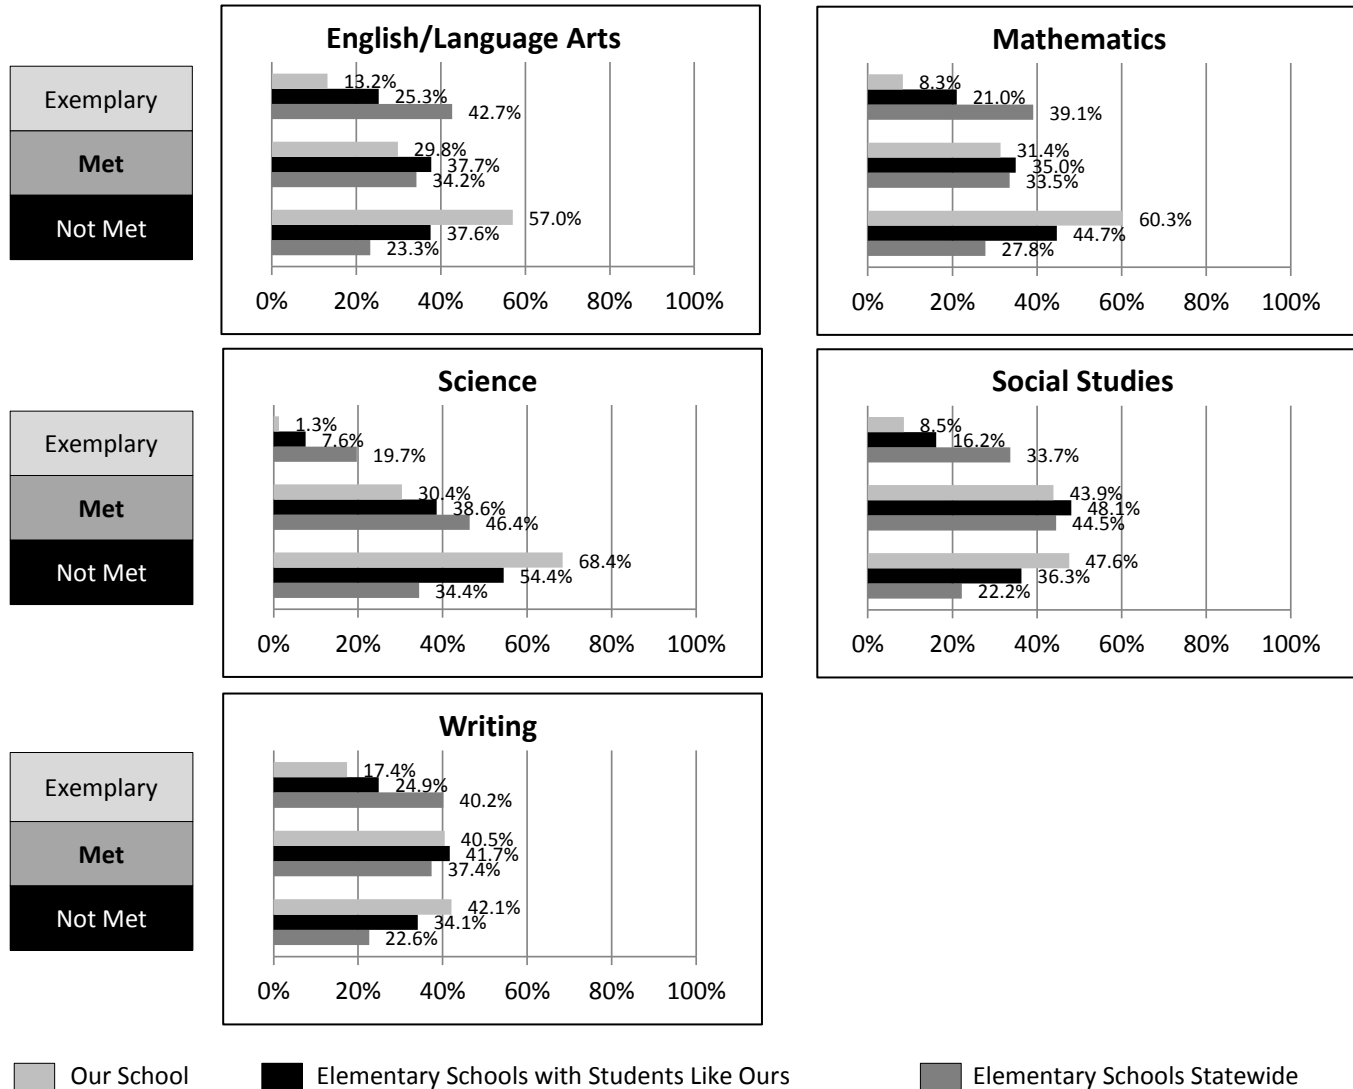 English/Language Arts
Exemplary
Met
Not Met
13.2%
25.3%
42.7%
29.8%
37.7%
34.2%
57.0%
37.6%
23.3%
0% 20% 40% 60% 80% 100%
Mathematics
8.3%
21.0%
39.1%
31.4%
35.0%
33.5%
60.3%
44.7%
27.8%
0% 20% 40% 60% 80% 100%
Science
Exemplary
Met
Not Met
1.3%
7.6%
19.7%
30.4%
38.6%
46.4%
68.4%
54.4%
34.4%
0% 20% 40% 60% 80% 100%
Social Studies
8.5%
16.2%
33.7%
43.9%
48.1%
44.5%
47.6%
36.3%
22.2%
0% 20% 40% 60% 80% 100%
Writing
Exemplary
Met
Not Met
17.4%
24.9%
40.2%
40.5%
41.7%
37.4%
42.1%
34.1%
22.6%
0% 20% 40% 60% 80% 100%
Our School Elementary Schools with Students Like Ours Elementary Schools Statewide